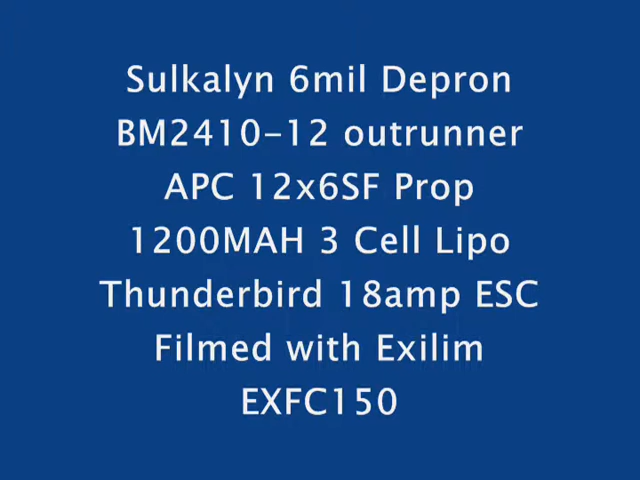 Sulkalyn 6mil Depron
BM2410-12 outrunner
APC 12x6SF Prop
1200MAH 3 Cell Lipo
Thunderbird 18amp ESC
Filmed with Exilim
EXFC150